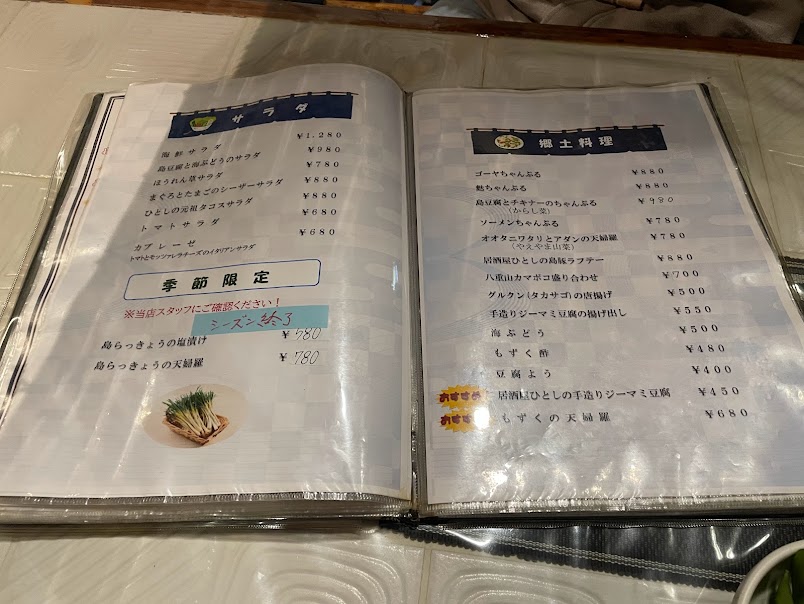 サラダ
海鮮サラダ ¥1,280
島豆腐と海ぶどうのサラダ ¥980
ほうれん草サラダ ¥780
まぐろとたまごのシーザーサラダ ¥880
ひとしの元祖タコスサラダ ¥880
トマトサラダ ¥680
カプレーゼ ¥680
トマトとモッツァレラチーズのイタリアンサラダ
季節限定
※当店スタッフにご確認ください!
シーズン終了
島らっきょうの塩漬け ¥580
島らっきょうの天婦羅 ¥780
郷土料理
ゴーヤちゃんぷる ¥880
麩ちゃんぷる ¥880
島豆腐とチキナーのちゃんぷる ¥980
(からし菜)
ソーメンちゃんぷる ¥780
オオタニワタリとアダンの天婦羅 ¥780
(やえやま山菜)
居酒屋ひとしの島豚ラフテー ¥880
八重山カマボコ盛り合わせ ¥700
グルクン(タカサゴ)の唐揚げ ¥500
手造りジーマミ豆腐の揚げ出し ¥550
海ぶどう ¥500
もずく酢 ¥480
豆腐よう ¥400
おすすめ 居酒屋ひとしの手造りジーマミ豆腐 ¥450
おすすめ もずくの天婦羅 ¥680